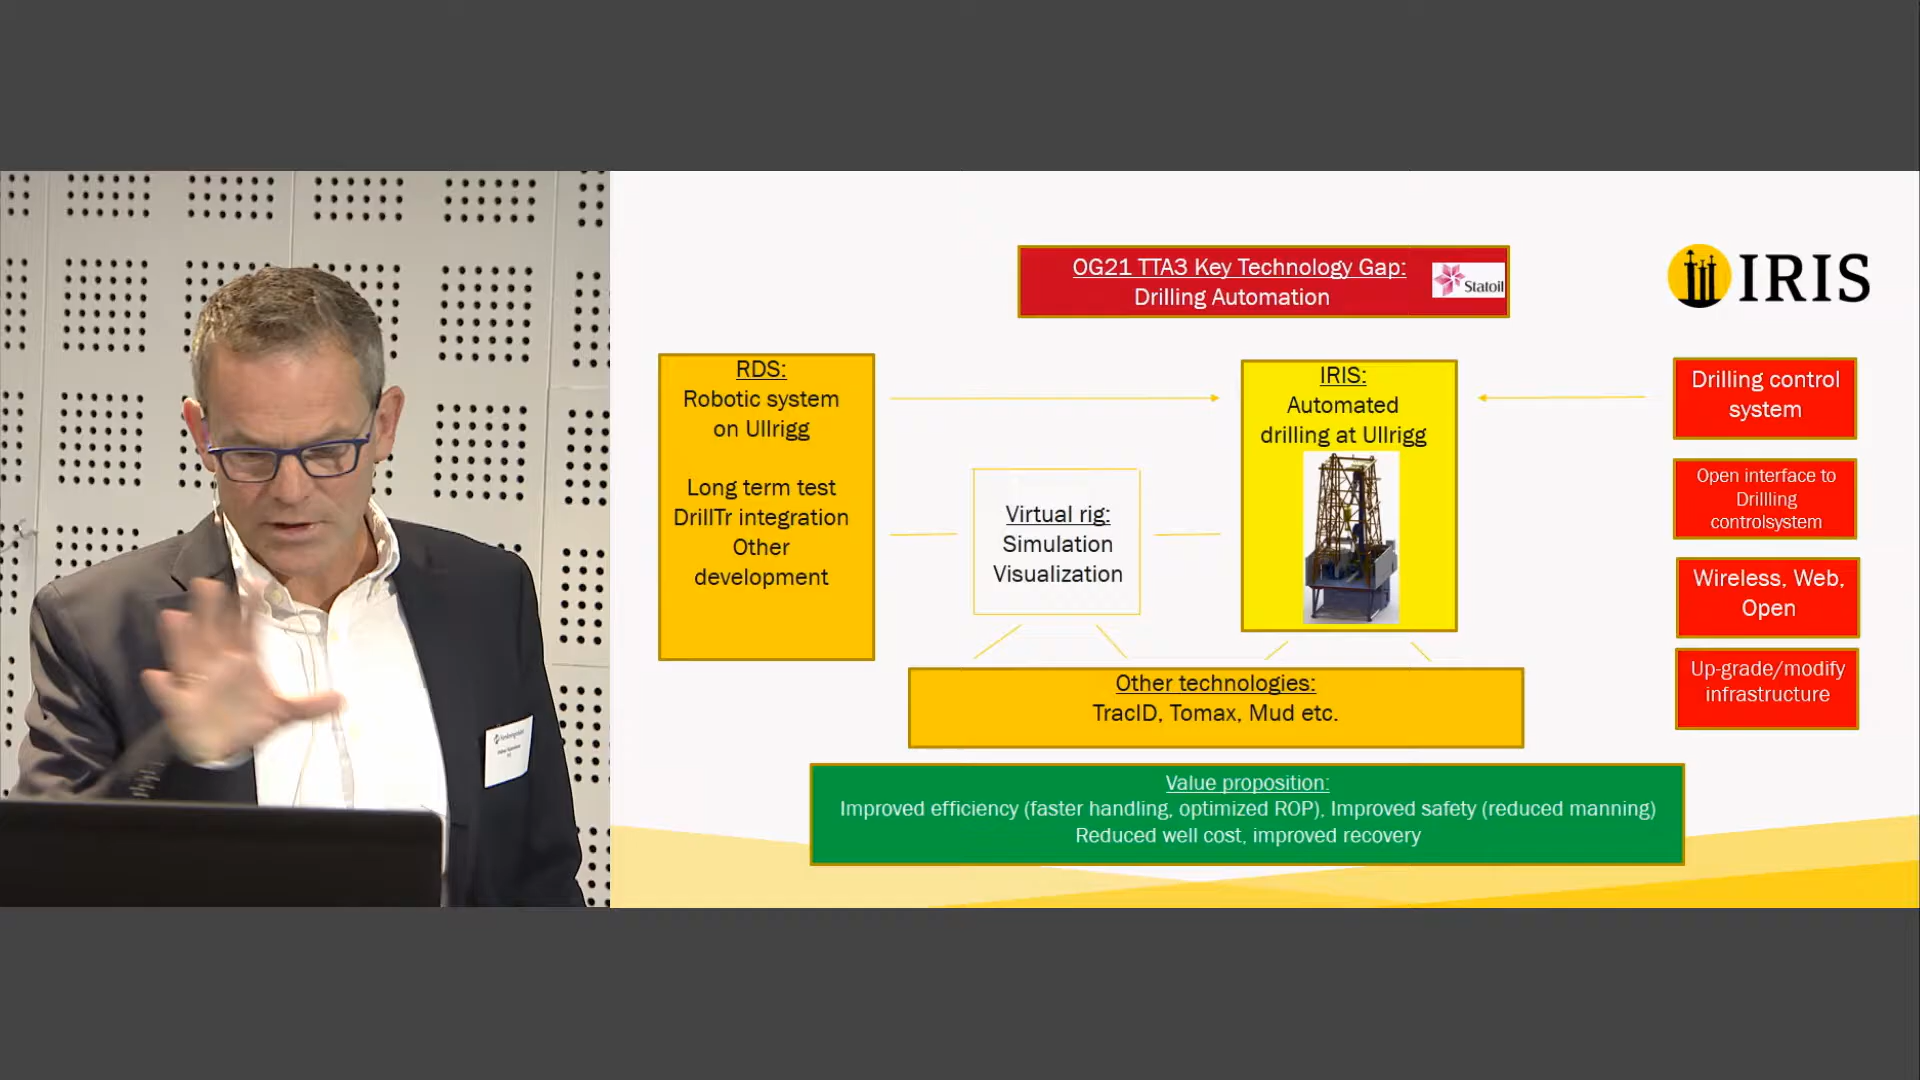 OG21 TTA3 Key Technology Gap:
Drilling Automation
Statoil
IRIS
RDS:
Robotic system
on Ullrigg
Long term test
DrillTr integration
Other
development
Virtual rig:
Simulation
Visualization
IRIS:
Automated
drilling at Ullrigg
Drilling control
system
Open interface to
Drillling
controlsystem
Wireless, Web,
Open
Up-grade/modify
infrastructure
Other technologies:
TracID, Tomax, Mud etc.
Value proposition:
Improved efficiency (faster handling, optimized ROP), Improved safety (reduced manning)
Reduced well cost, improved recovery